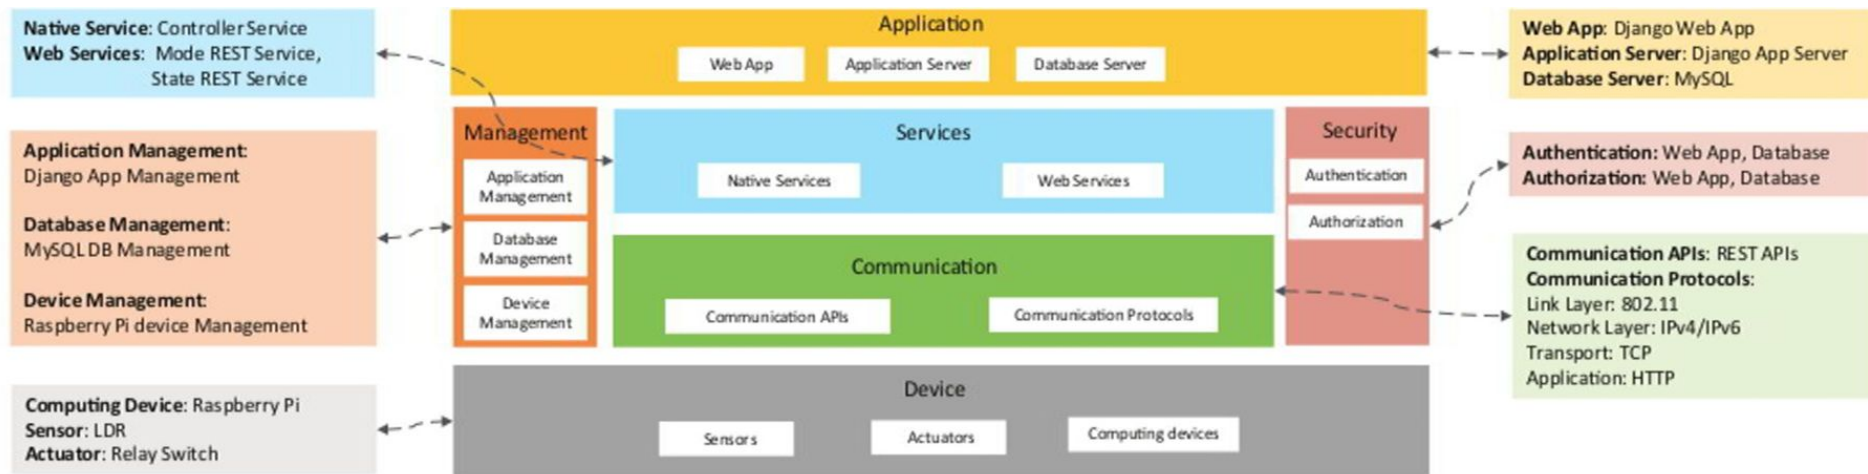 Native Service: Controller Service
Web Services: Mode REST Service,
State REST Service
Application Management:
Django App Management
Database Management:
MySQL DB Management
Device Management:
Raspberry Pi device Management
Computing Device: Raspberry Pi
Sensor: LDR
Actuator: Relay Switch
Application
Web App
Application Server
Database Server
Management
Application
Management
Database
Management
Device
Management
Services
Native Services
Web Services
Communication
Communication APIs
Communication Protocols
Security
Authentication
Authorization
Device
Sensors
Actuators
Computing devices
Web App: Django Web App
Application Server: Django App Server
Database Server: MySQL
Authentication: Web App, Database
Authorization: Web App, Database
Communication APIs: REST APIs
Communication Protocols:
Link Layer: 802.11
Network Layer: IPv4/IPv6
Transport: TCP
Application: HTTP